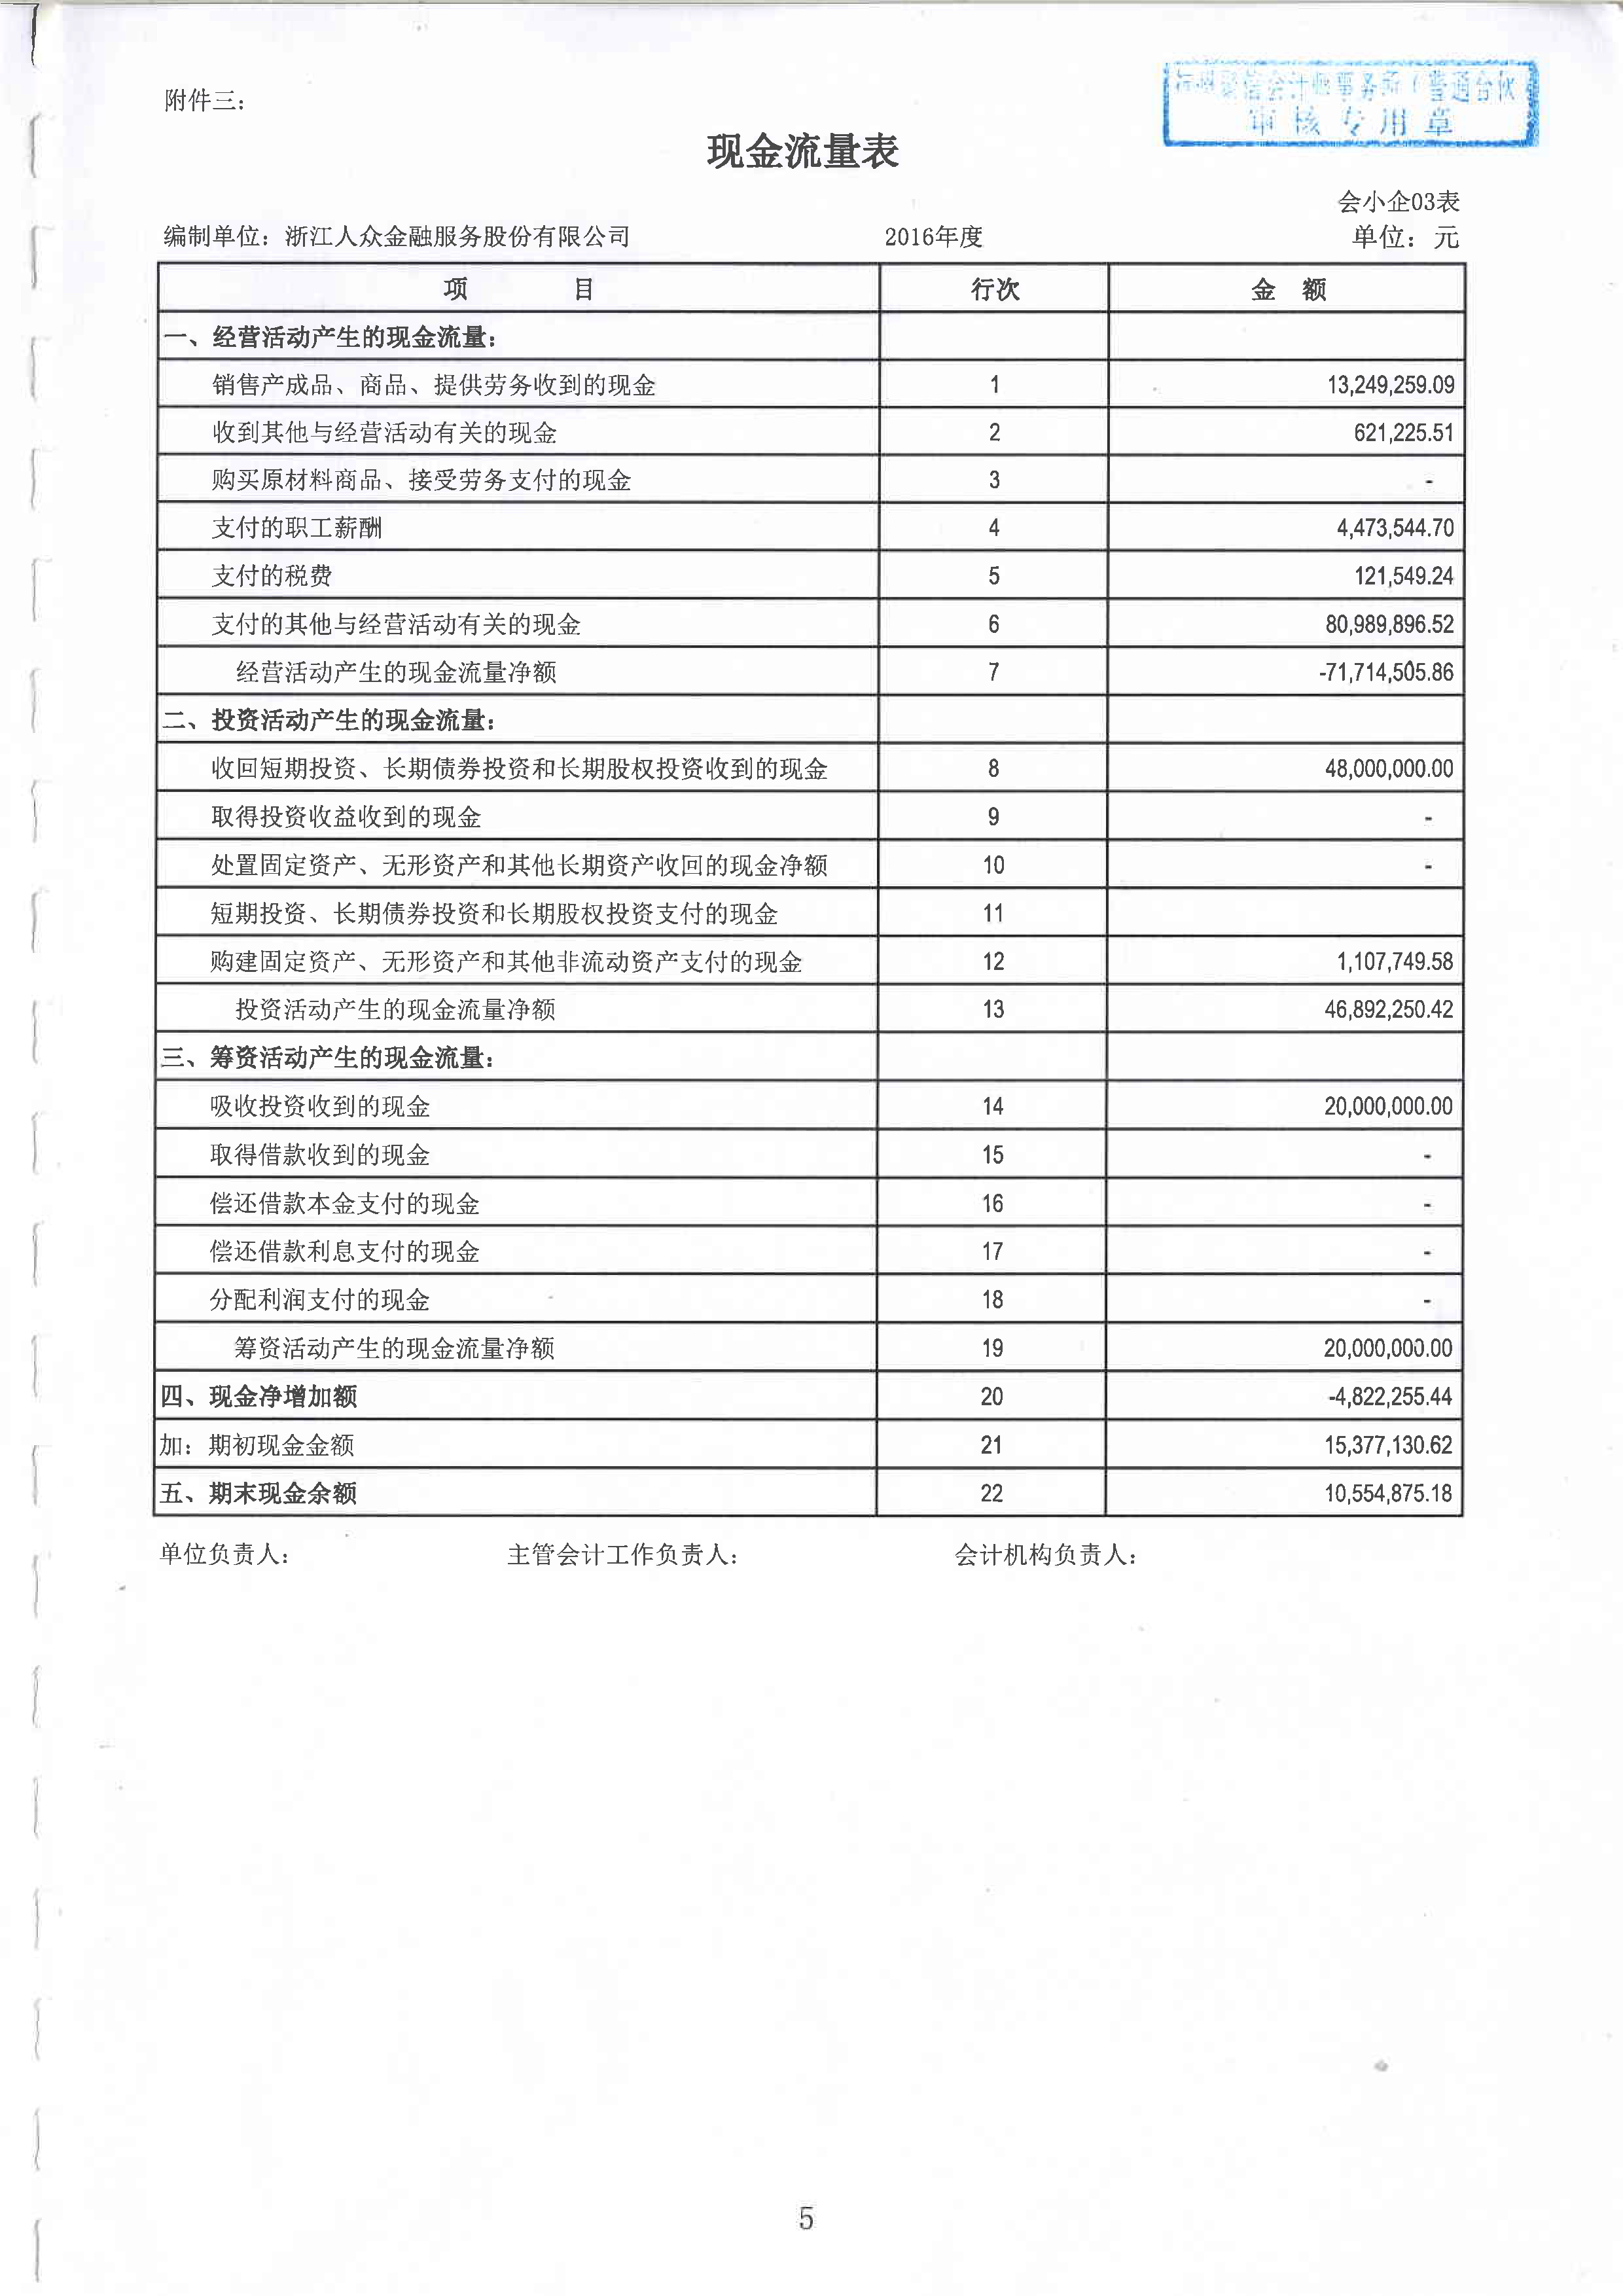 附件三：
会计师事务所（普通合伙
审核专用章
现金流量表
会小企03表
编制单位：浙江人众金融服务股份有限公司 2016年度 单位：元
项 目 行次 金 额
一、经营活动产生的现金流量：
销售产成品、商品、提供劳务收到的现金 1 13,249,259.09
收到其他与经营活动有关的现金 2 621,225.51
购买原材料商品、接受劳务支付的现金 3 -
支付的职工薪酬 4 4,473,544.70
支付的税费 5 121,549.24
支付的其他与经营活动有关的现金 6 80,989,896.52
经营活动产生的现金流量净额 7 -71,714,505.86
二、投资活动产生的现金流量：
收回短期投资、长期债券投资和长期股权投资收到的现金 8 48,000,000.00
取得投资收益收到的现金 9 -
处置固定资产、无形资产和其他长期资产收回的现金净额 10 -
短期投资、长期债券投资和长期股权投资支付的现金 11
购建固定资产、无形资产和其他非流动资产支付的现金 12 1,107,749.58
投资活动产生的现金流量净额 13 46,892,250.42
三、筹资活动产生的现金流量：
吸收投资收到的现金 14 20,000,000.00
取得借款收到的现金 15 -
偿还借款本金支付的现金 16 -
偿还借款利息支付的现金 17 -
分配利润支付的现金 18 -
筹资活动产生的现金流量净额 19 20,000,000.00
四、现金净增加额 20 -4,822,255.44
加：期初现金金额 21 15,377,130.62
五、期末现金余额 22 10,554,875.18
单位负责人： 主管会计工作负责人： 会计机构负责人：
5